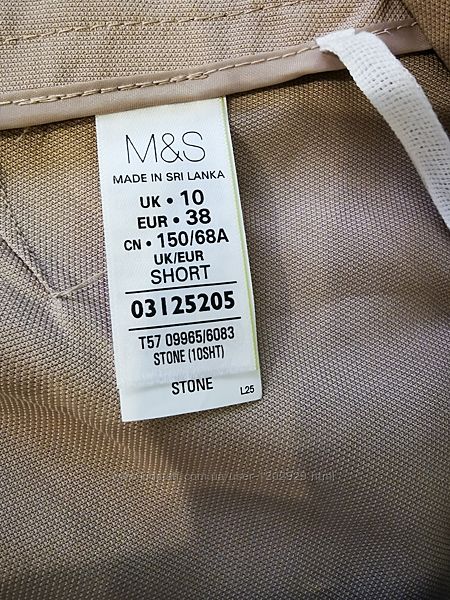 M&S
MADE IN SRI LANKA
UK • 10
EUR • 38
CN • 150/68A
UK/EUR
SHORT
03125205
T57 09965/6083
STONE (10SHT)
STONE
L25